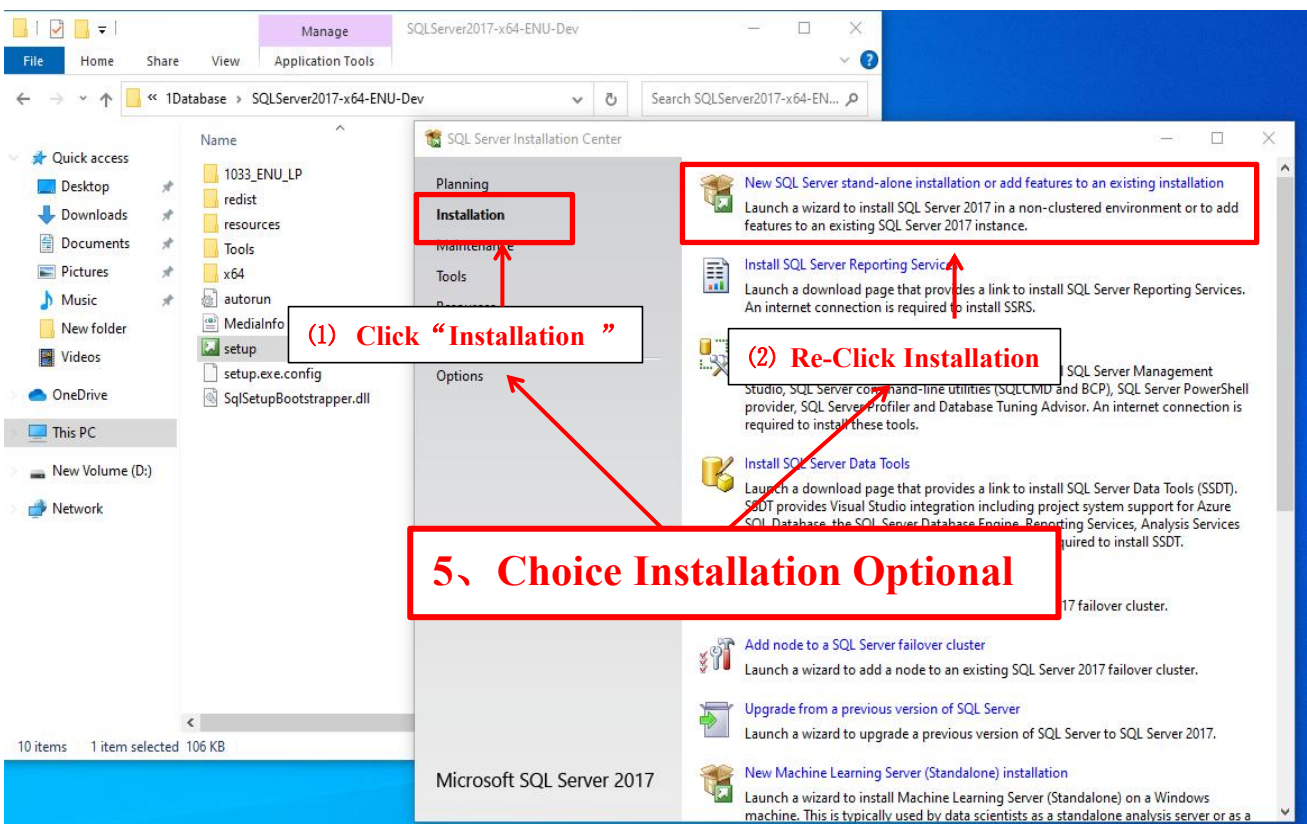 Manage
SQLServer2017-x64-ENU-Dev
File
Home
Share
View
Application Tools
« 1Database › SQLServer2017-x64-ENU-Dev
Search SQLServer2017-x64-EN...
Name
Quick access
Desktop
Downloads
Documents
Pictures
Music
New folder
Videos
OneDrive
This PC
New Volume (D:)
Network
1033_ENU_LP
redist
resources
Tools
x64
autorun
MediaInfo
setup
setup.exe.config
SqlSetupBootstrapper.dll
10 items
1 item selected 106 KB
SQL Server Installation Center
Planning
Installation
Maintenance
Tools
Options
Microsoft SQL Server 2017
New SQL Server stand-alone installation or add features to an existing installation
Launch a wizard to install SQL Server 2017 in a non-clustered environment or to add
features to an existing SQL Server 2017 instance.
Install SQL Server Reporting Services
Launch a download page that provides a link to install SQL Server Reporting Services.
An internet connection is required to install SSRS.
SQL Server Management
Studio, SQL Server command-line utilities (SQLCMD and BCP), SQL Server PowerShell
provider, SQL Server Profiler and Database Tuning Advisor. An internet connection is
required to install these tools.
Install SQL Server Data Tools
Launch a download page that provides a link to install SQL Server Data Tools (SSDT).
SSDT provides Visual Studio integration including project system support for Azure
SQL Database, the SQL Server Database Engine, Reporting Services, Analysis Services
quired to install SSDT.
17 failover cluster.
Add node to a SQL Server failover cluster
Launch a wizard to add a node to an existing SQL Server 2017 failover cluster.
Upgrade from a previous version of SQL Server
Launch a wizard to upgrade a previous version of SQL Server to SQL Server 2017.
New Machine Learning Server (Standalone) installation
Launch a wizard to install Machine Learning Server (Standalone) on a Windows
machine. This is typically used by data scientists as a standalone analysis server or as a
⑴ Click “Installation ”
⑵ Re-Click Installation
5、Choice Installation Optional